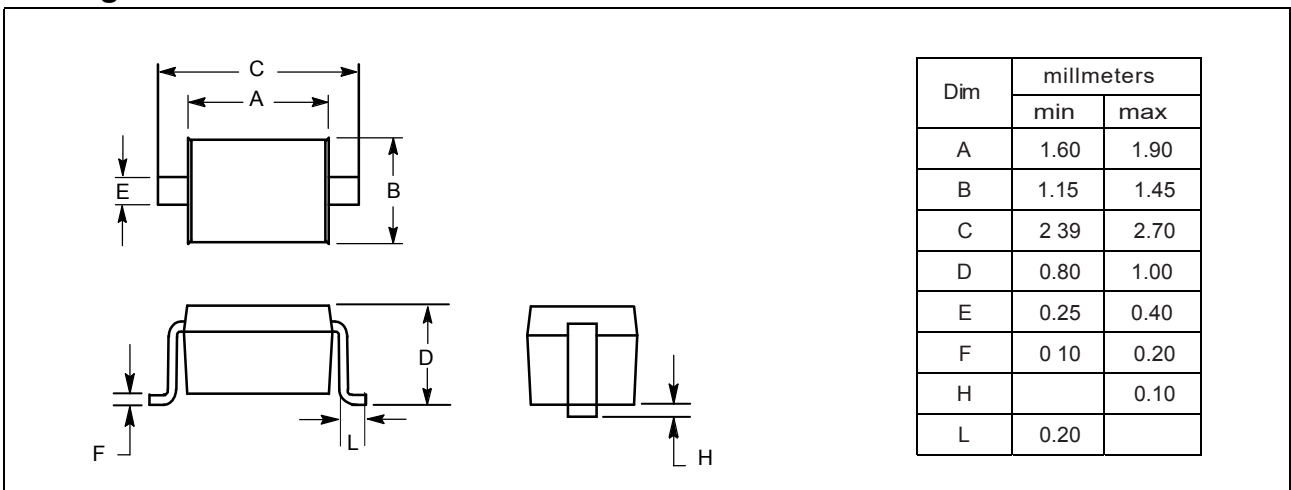 C
A
E
B
D
F
L
H
Dim millmeters
min max
A 1.60 1.90
B 1.15 1.45
C 2 39 2.70
D 0.80 1.00
E 0.25 0.40
F 0 10 0.20
H 0.10
L 0.20